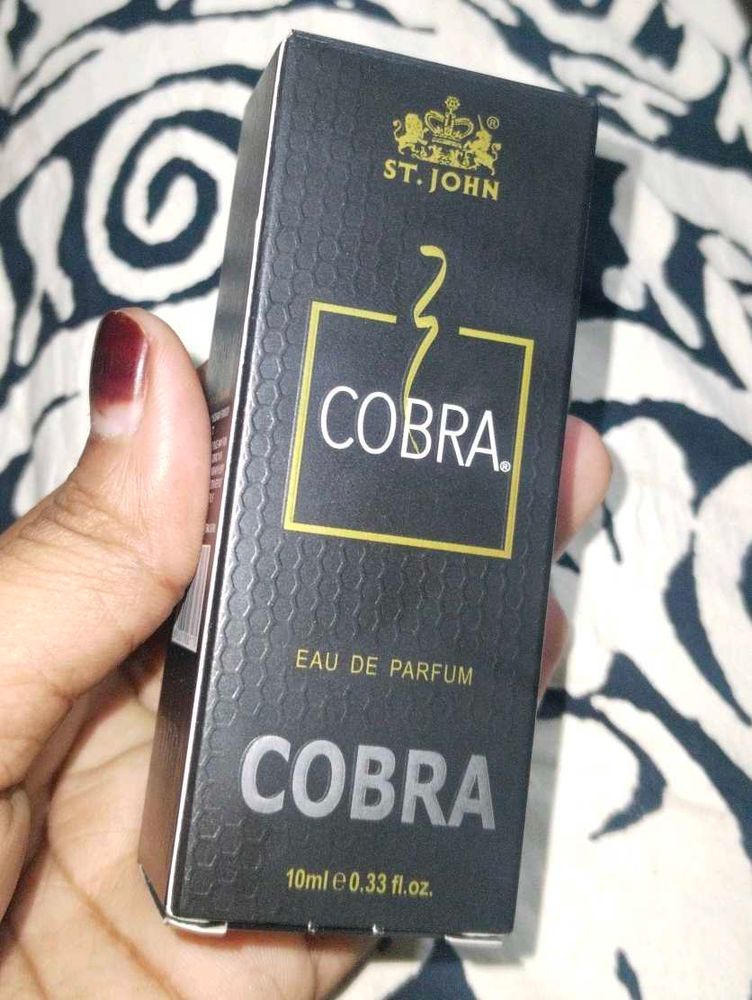 ®
ST. JOHN
COBRA®
EAU DE PARFUM
COBRA
10ml e 0.33 fl.oz.